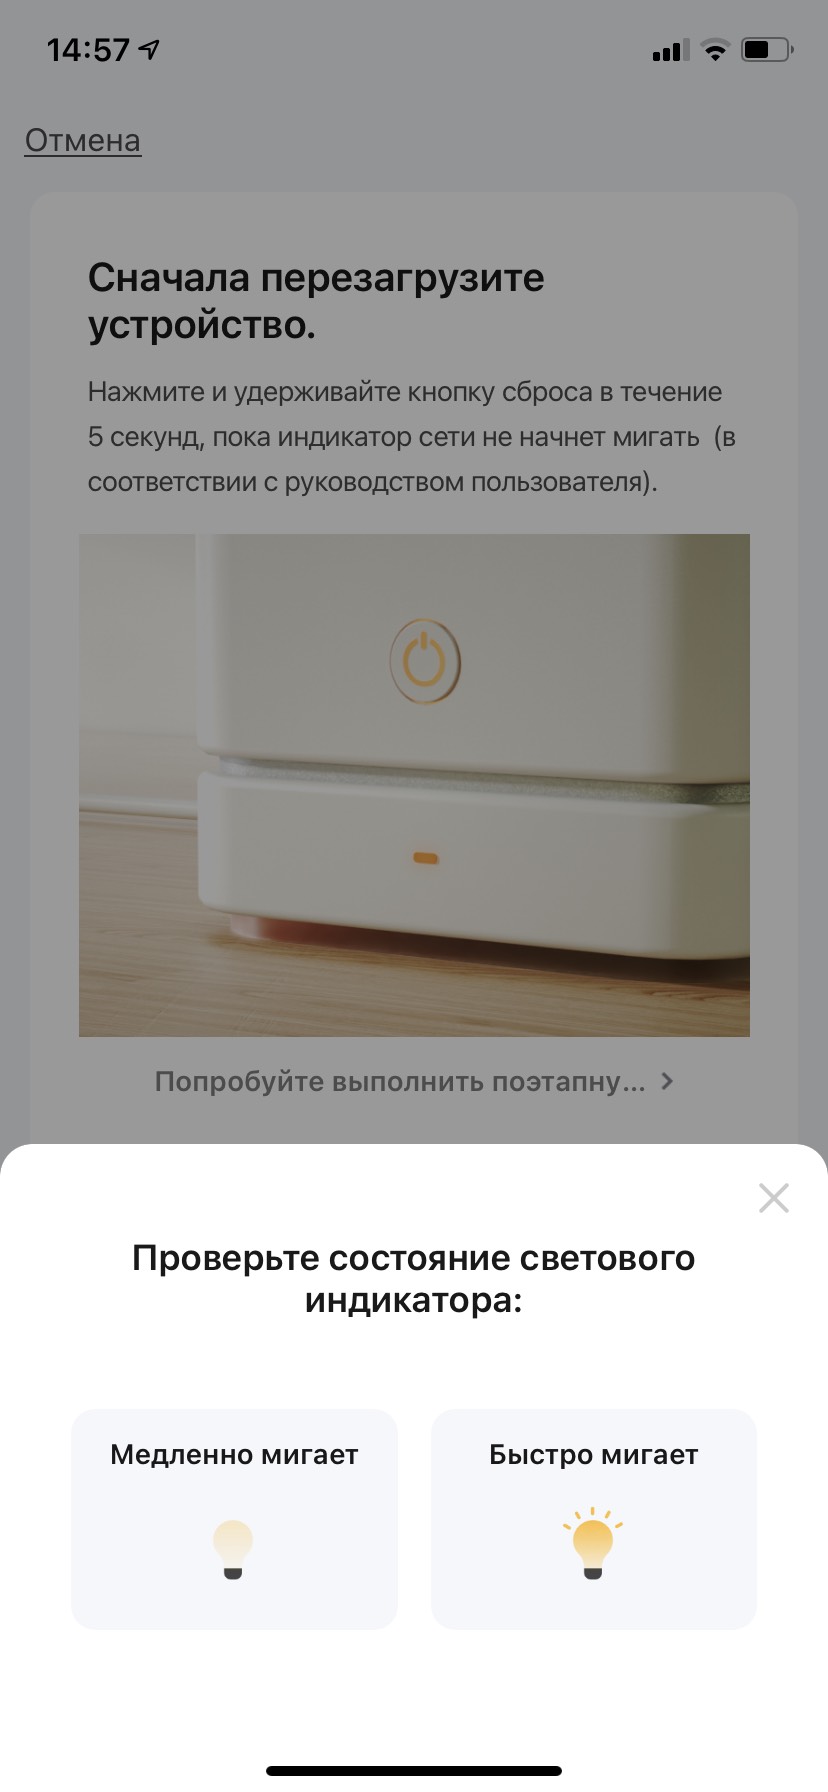 14:57
Отмена
Сначала перезагрузите
устройство.
Нажмите и удерживайте кнопку сброса в течение
5 секунд, пока индикатор сети не начнет мигать (в
соответствии с руководством пользователя).
Попробуйте выполнить поэтапну...
Проверьте состояние светового
индикатора:
Медленно мигает
Быстро мигает